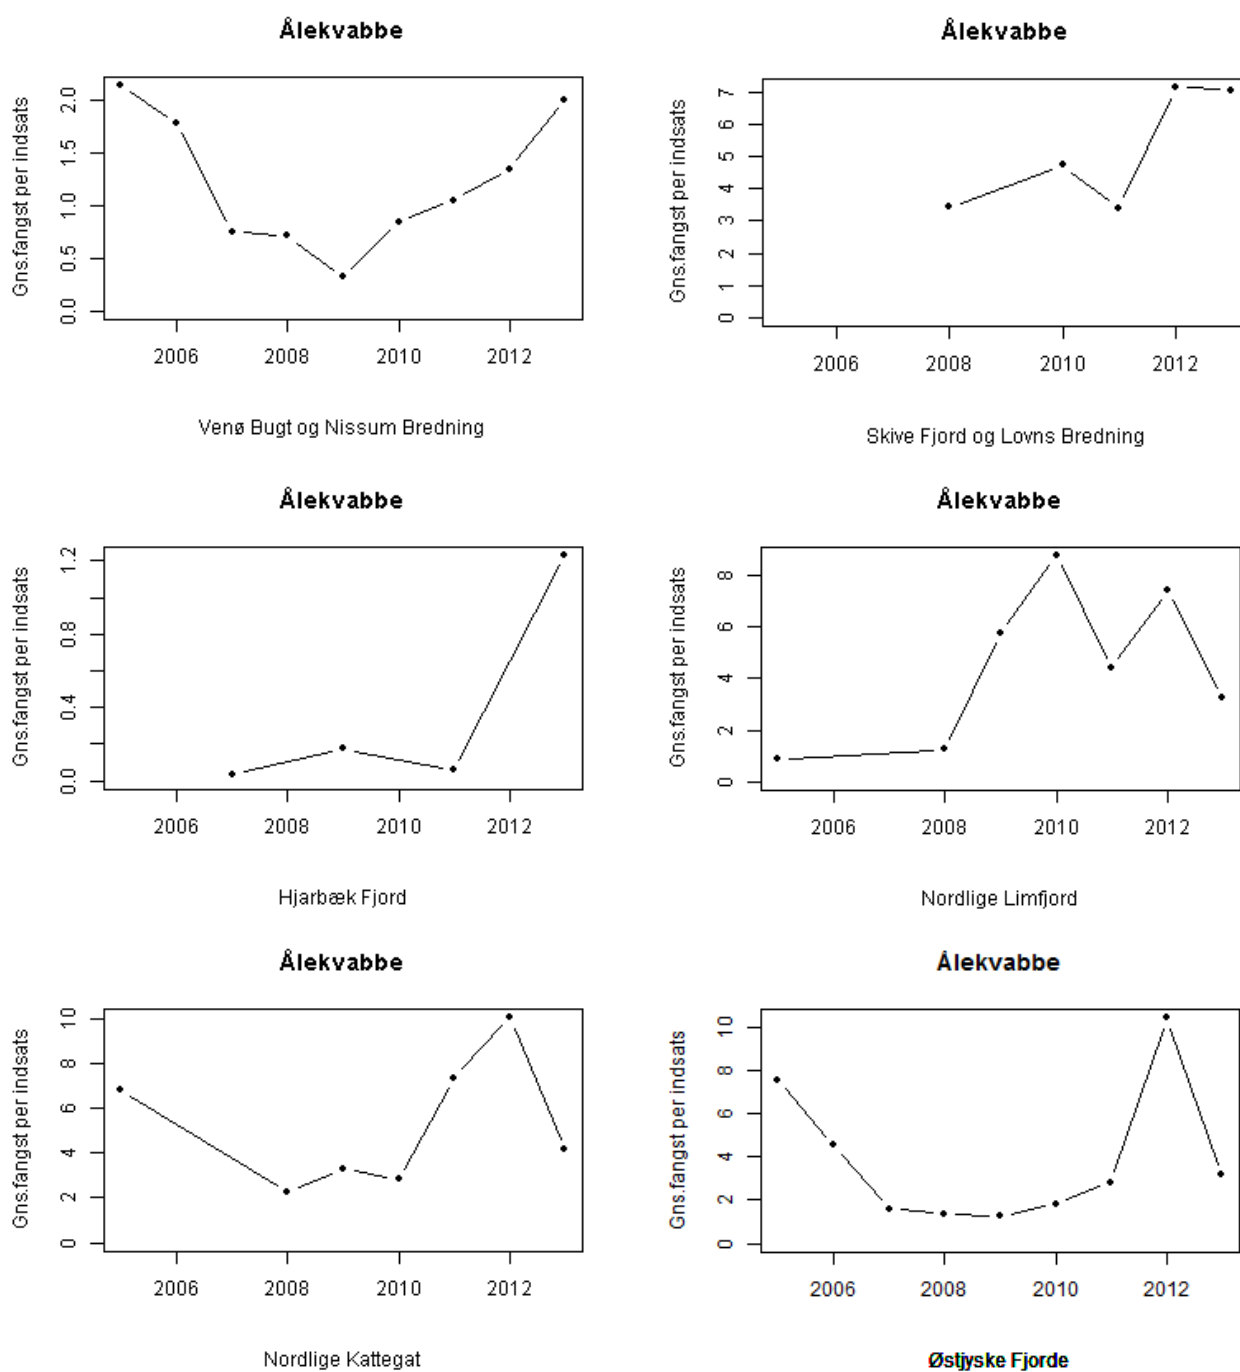 Ålekvabbe
Gns.fangst per indsats
0.0 0.5 1.0 1.5 2.0
2006 2008 2010 2012
Venø Bugt og Nissum Bredning
Ålekvabbe
Gns.fangst per indsats
0 1 2 3 4 5 6 7
2006 2008 2010 2012
Skive Fjord og Lovns Bredning
Ålekvabbe
Gns.fangst per indsats
0.0 0.4 0.8 1.2
2006 2008 2010 2012
Hjarbæk Fjord
Ålekvabbe
Gns.fangst per indsats
0 2 4 6 8
2006 2008 2010 2012
Nordlige Limfjord
Ålekvabbe
Gns.fangst per indsats
0 2 4 6 8 10
2006 2008 2010 2012
Nordlige Kattegat
Ålekvabbe
Gns.fangst per indsats
0 2 4 6 8 10
2006 2008 2010 2012
Østjyske Fjorde